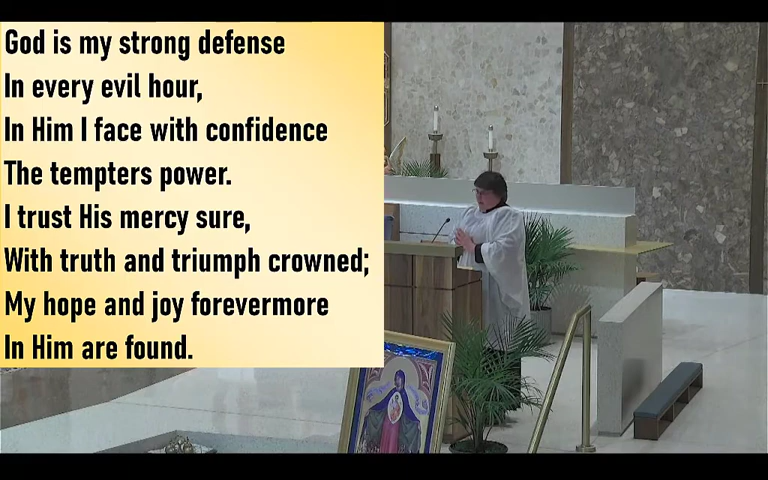 God is my strong defense
In every evil hour,
In Him I face with confidence
The tempters power.
I trust His mercy sure,
With truth and triumph crowned;
My hope and joy forevermore
In Him are found.